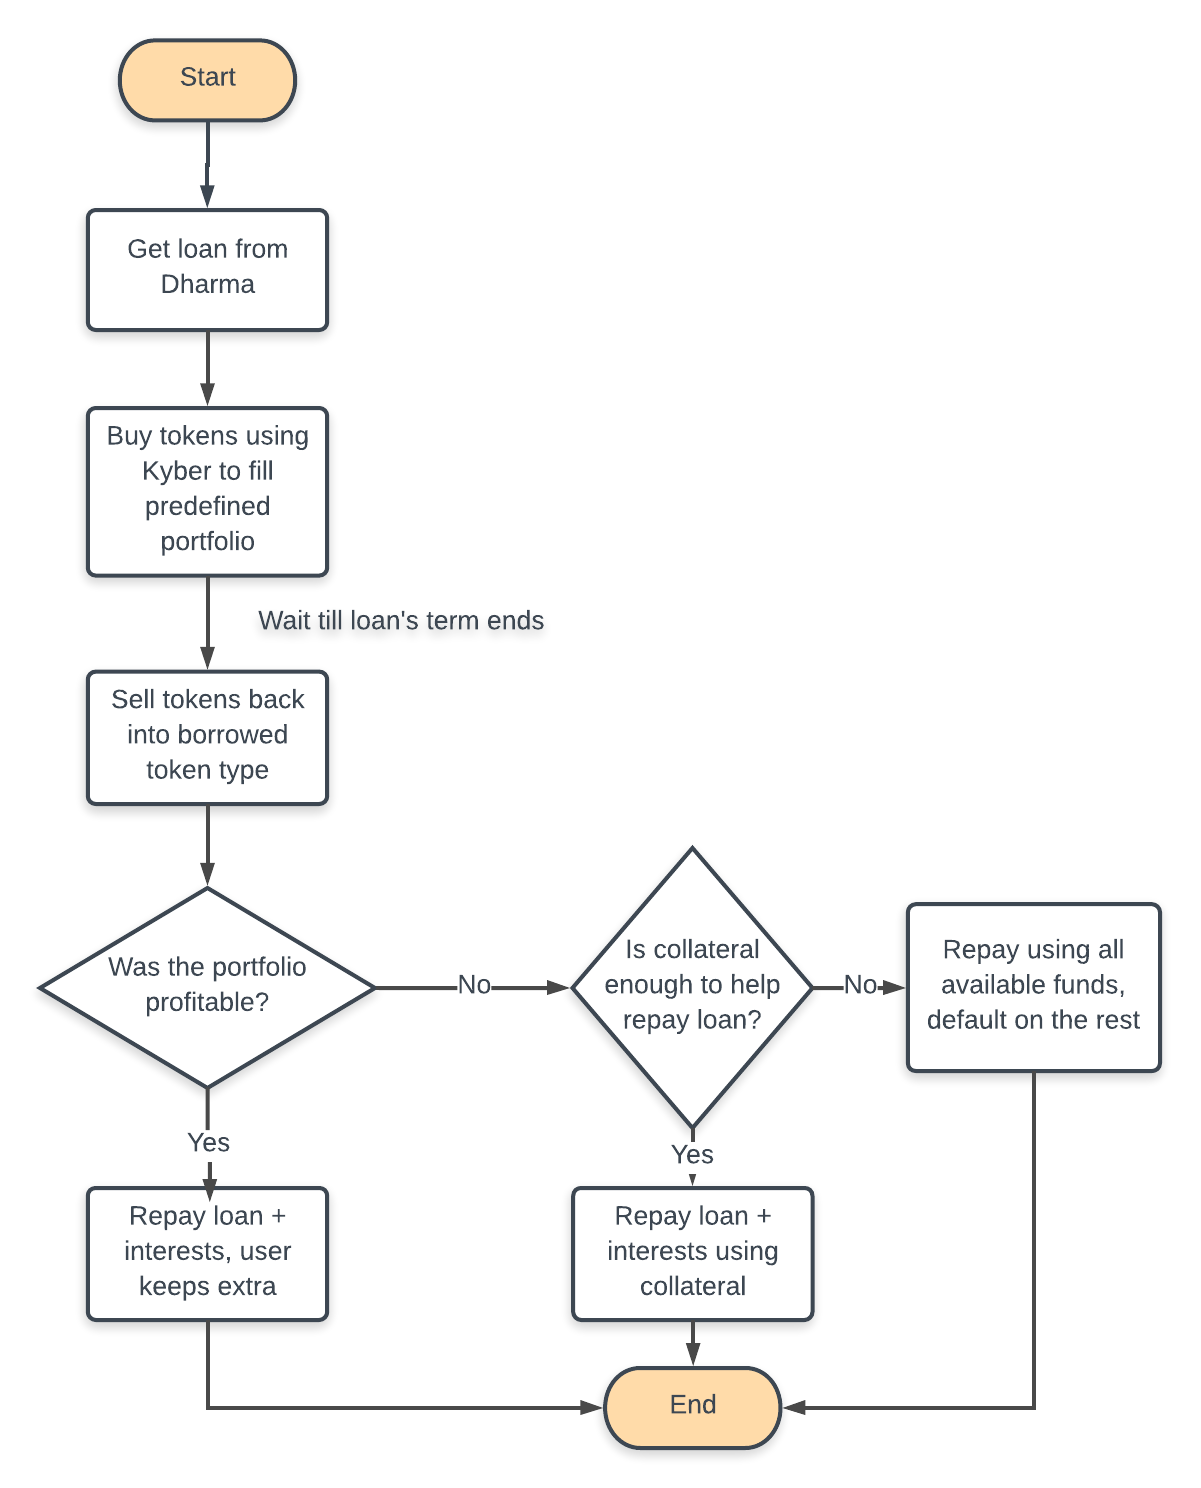 Start
Get loan from
Dharma
Buy tokens using
Kyber to fill
predefined
portfolio
Wait till loan's term ends
Sell tokens back
into borrowed
token type
Was the portfolio
profitable?
No
Is collateral
enough to help
repay loan?
No
Repay using all
available funds,
default on the rest
Yes
Yes
Repay loan +
interests, user
keeps extra
Repay loan +
interests using
collateral
End